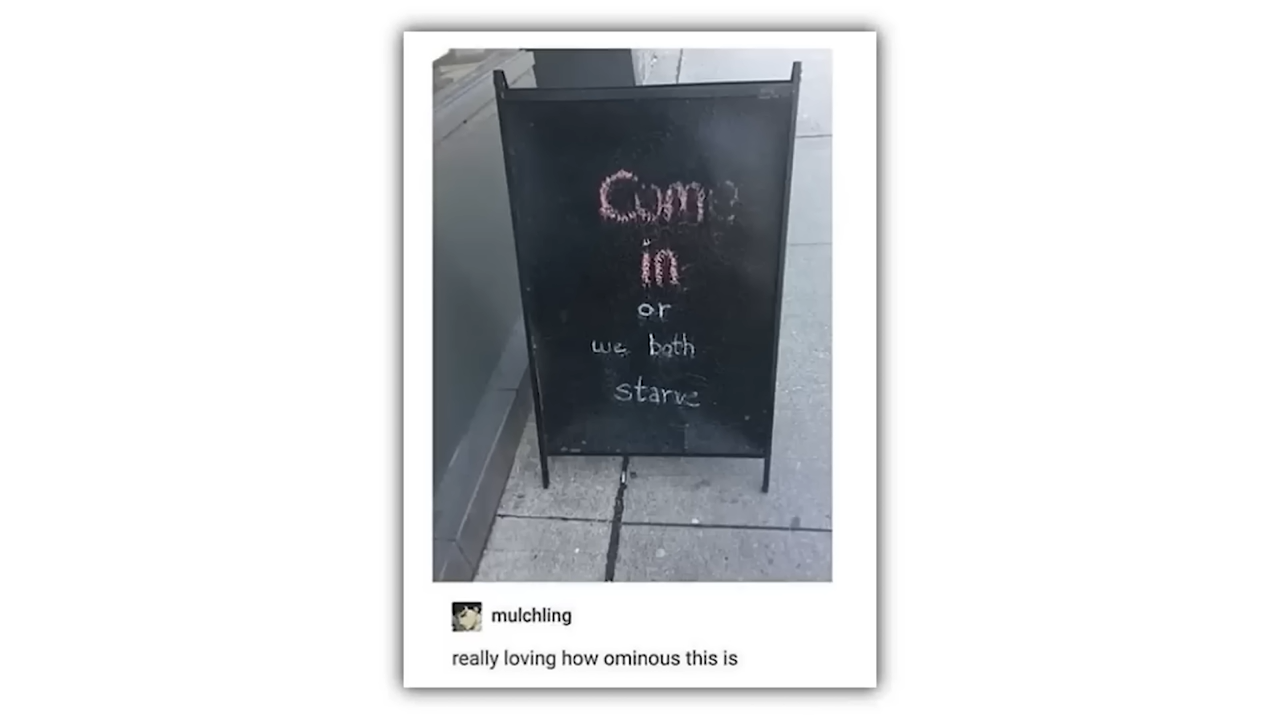 Come
in
or
we both
starve
mulchling
really loving how ominous this is